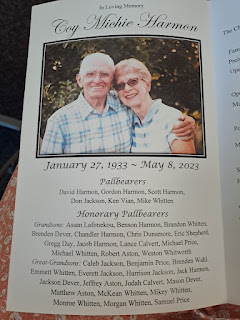 In Loving Memory
Coy Michie Harmon
January 27, 1933 ~ May 8, 2023
Pallbearers
David Harmon, Gordon Harmon, Scott Harmon,
Don Jackson, Ken Vian, Mike Whitten
Honorary Pallbearers
Grandsons: Assan Lafonekou, Benson Harmon, Brandon Whitten,
Brenden Dever, Chandler Harmon, Chris Dunmore, Eric Shepherd,
Gregg Day, Jacob Harmon, Lance Calvert, Michael Price,
Michael Whitten, Robert Aston, Weston Whitworth
Great-Grandsons: Caleb Jackson, Benjamin Price, Brenden Wahl
Emmett Whitten, Everett Jackson, Harrison Jackson, Jack Harmon,
Jackson Dever, Jeffrey Aston, Judah Calvert, Mason Dever,
Matthew Aston, McKean Whitten, Mikey Whitten,
Monroe Whitten, Morgan Whitten, Samuel Price
The C